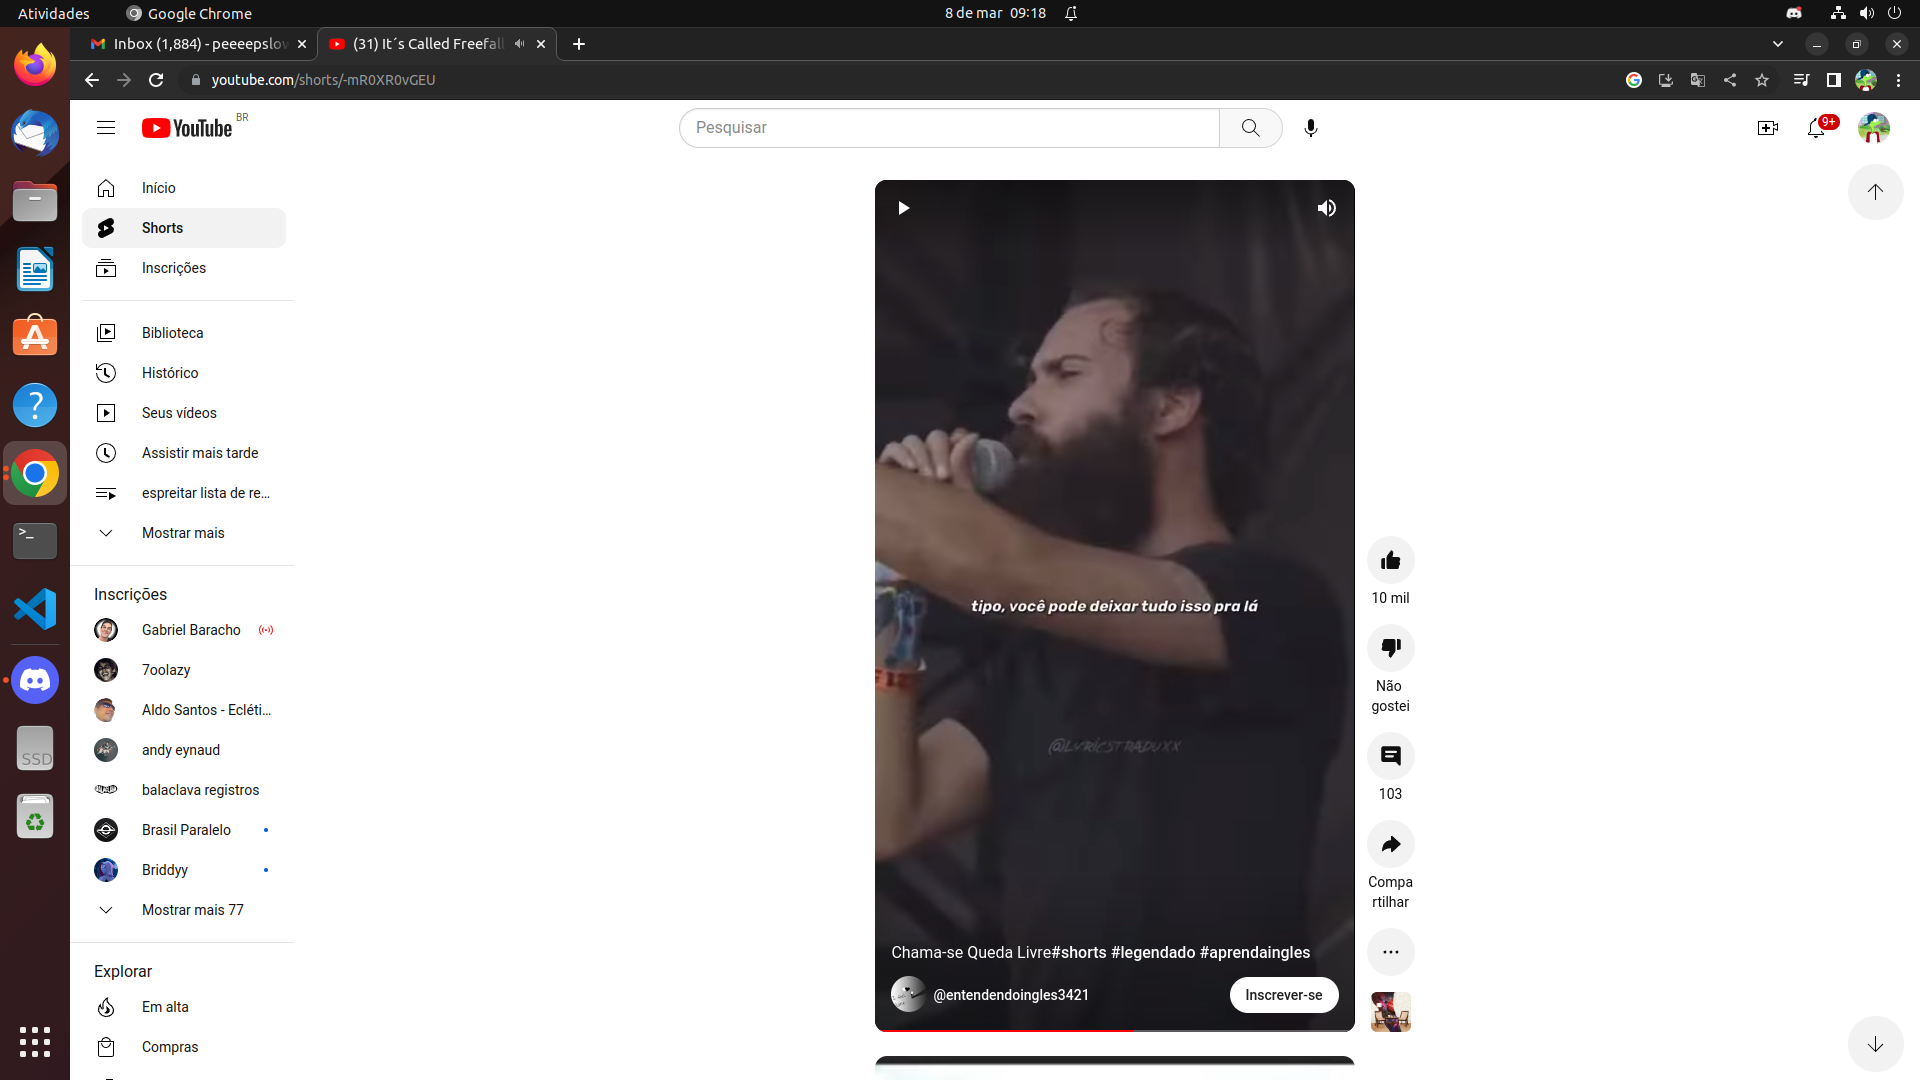 Atividades
Google Chrome
8 de mar 09:18
Inbox (1,884) - peeeepslov
(31) It´s Called Freefall
youtube.com/shorts/-mR0XR0vGEU
YouTube BR
Pesquisar
9+
Início
Shorts
Inscrições
Biblioteca
Histórico
Seus vídeos
Assistir mais tarde
espreitar lista de re...
Mostrar mais
Inscrições
Gabriel Baracho
7oolazy
Aldo Santos - Ecléti...
andy eynaud
balaclava registros
Brasil Paralelo
Briddyy
Mostrar mais 77
Explorar
Em alta
Compras
SSD
tipo, você pode deixar tudo isso pra lá
@LYRICSTRADUXX
Chama-se Queda Livre#shorts #legendado #aprendaingles
@entendendoingles3421
Inscrever-se
10 mil
Não
gostei
103
Compa
rtilhar